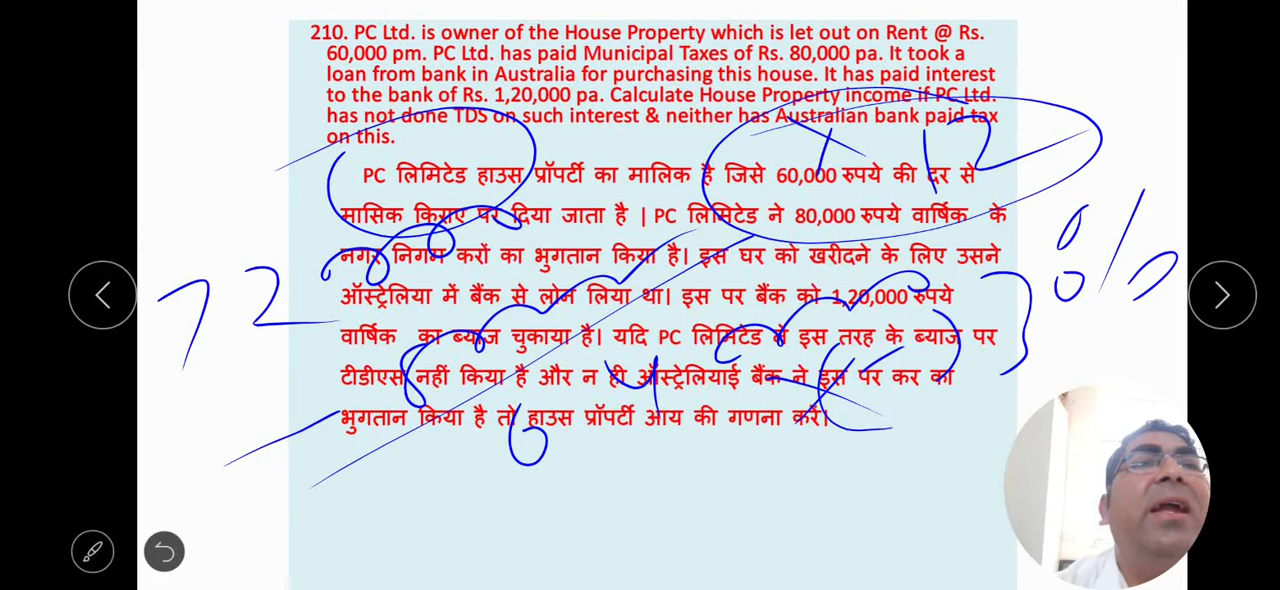 210. PC Ltd. is owner of the House Property which is let out on Rent @ Rs.
60,000 pm. PC Ltd. has paid Municipal Taxes of Rs. 80,000 pa. It took a
loan from bank in Australia for purchasing this house. It has paid interest
to the bank of Rs. 1,20,000 pa. Calculate House Property income if PC Ltd.
has not done TDS on such interest & neither has Australian bank paid tax
on this.
PC लिमिटेड हाउस प्रॉपर्टी का मालिक है जिसे 60,000 रुपये की दर से
मासिक किराए पर दिया जाता है | PC लिमिटेड ने 80,000 रुपये वार्षिक के
नगर निगम करों का भुगतान किया है। इस घर को खरीदने के लिए उसने
ऑस्ट्रेलिया में बैंक से लोन लिया था। इस पर बैंक को 1,20,000 रुपये
वार्षिक का ब्याज चुकाया है। यदि PC लिमिटेड ने इस तरह के ब्याज पर
टीडीएस नहीं किया है और न ही ऑस्ट्रेलियाई बैंक ने इस पर कर का
भुगतान किया है तो हाउस प्रॉपर्टी आय की गणना करें।
x 12
72
30%